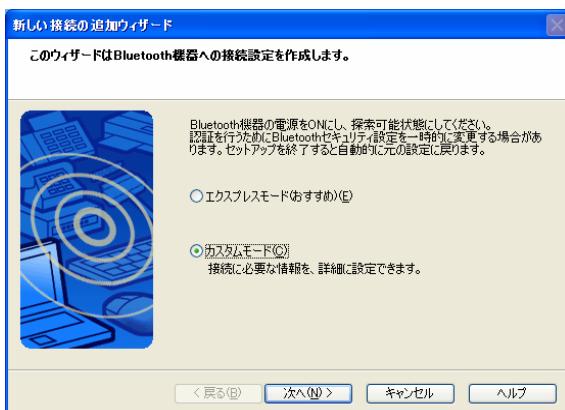 新しい接続の追加ウィザード
このウィザードはBluetooth機器への接続設定を作成します。
Bluetooth機器の電源をONにし、探索可能状態にしてください。
認証を行うためにBluetoothセキュリティ設定を一時的に変更する場合があ
ります。セットアップを終了すると自動的に元の設定に戻ります。
エクスプレスモード(おすすめ)(E)
カスタムモード(C)
接続に必要な情報を、詳細に設定できます。
< 戻る(B)
次へ(N) >
キャンセル
ヘルプ